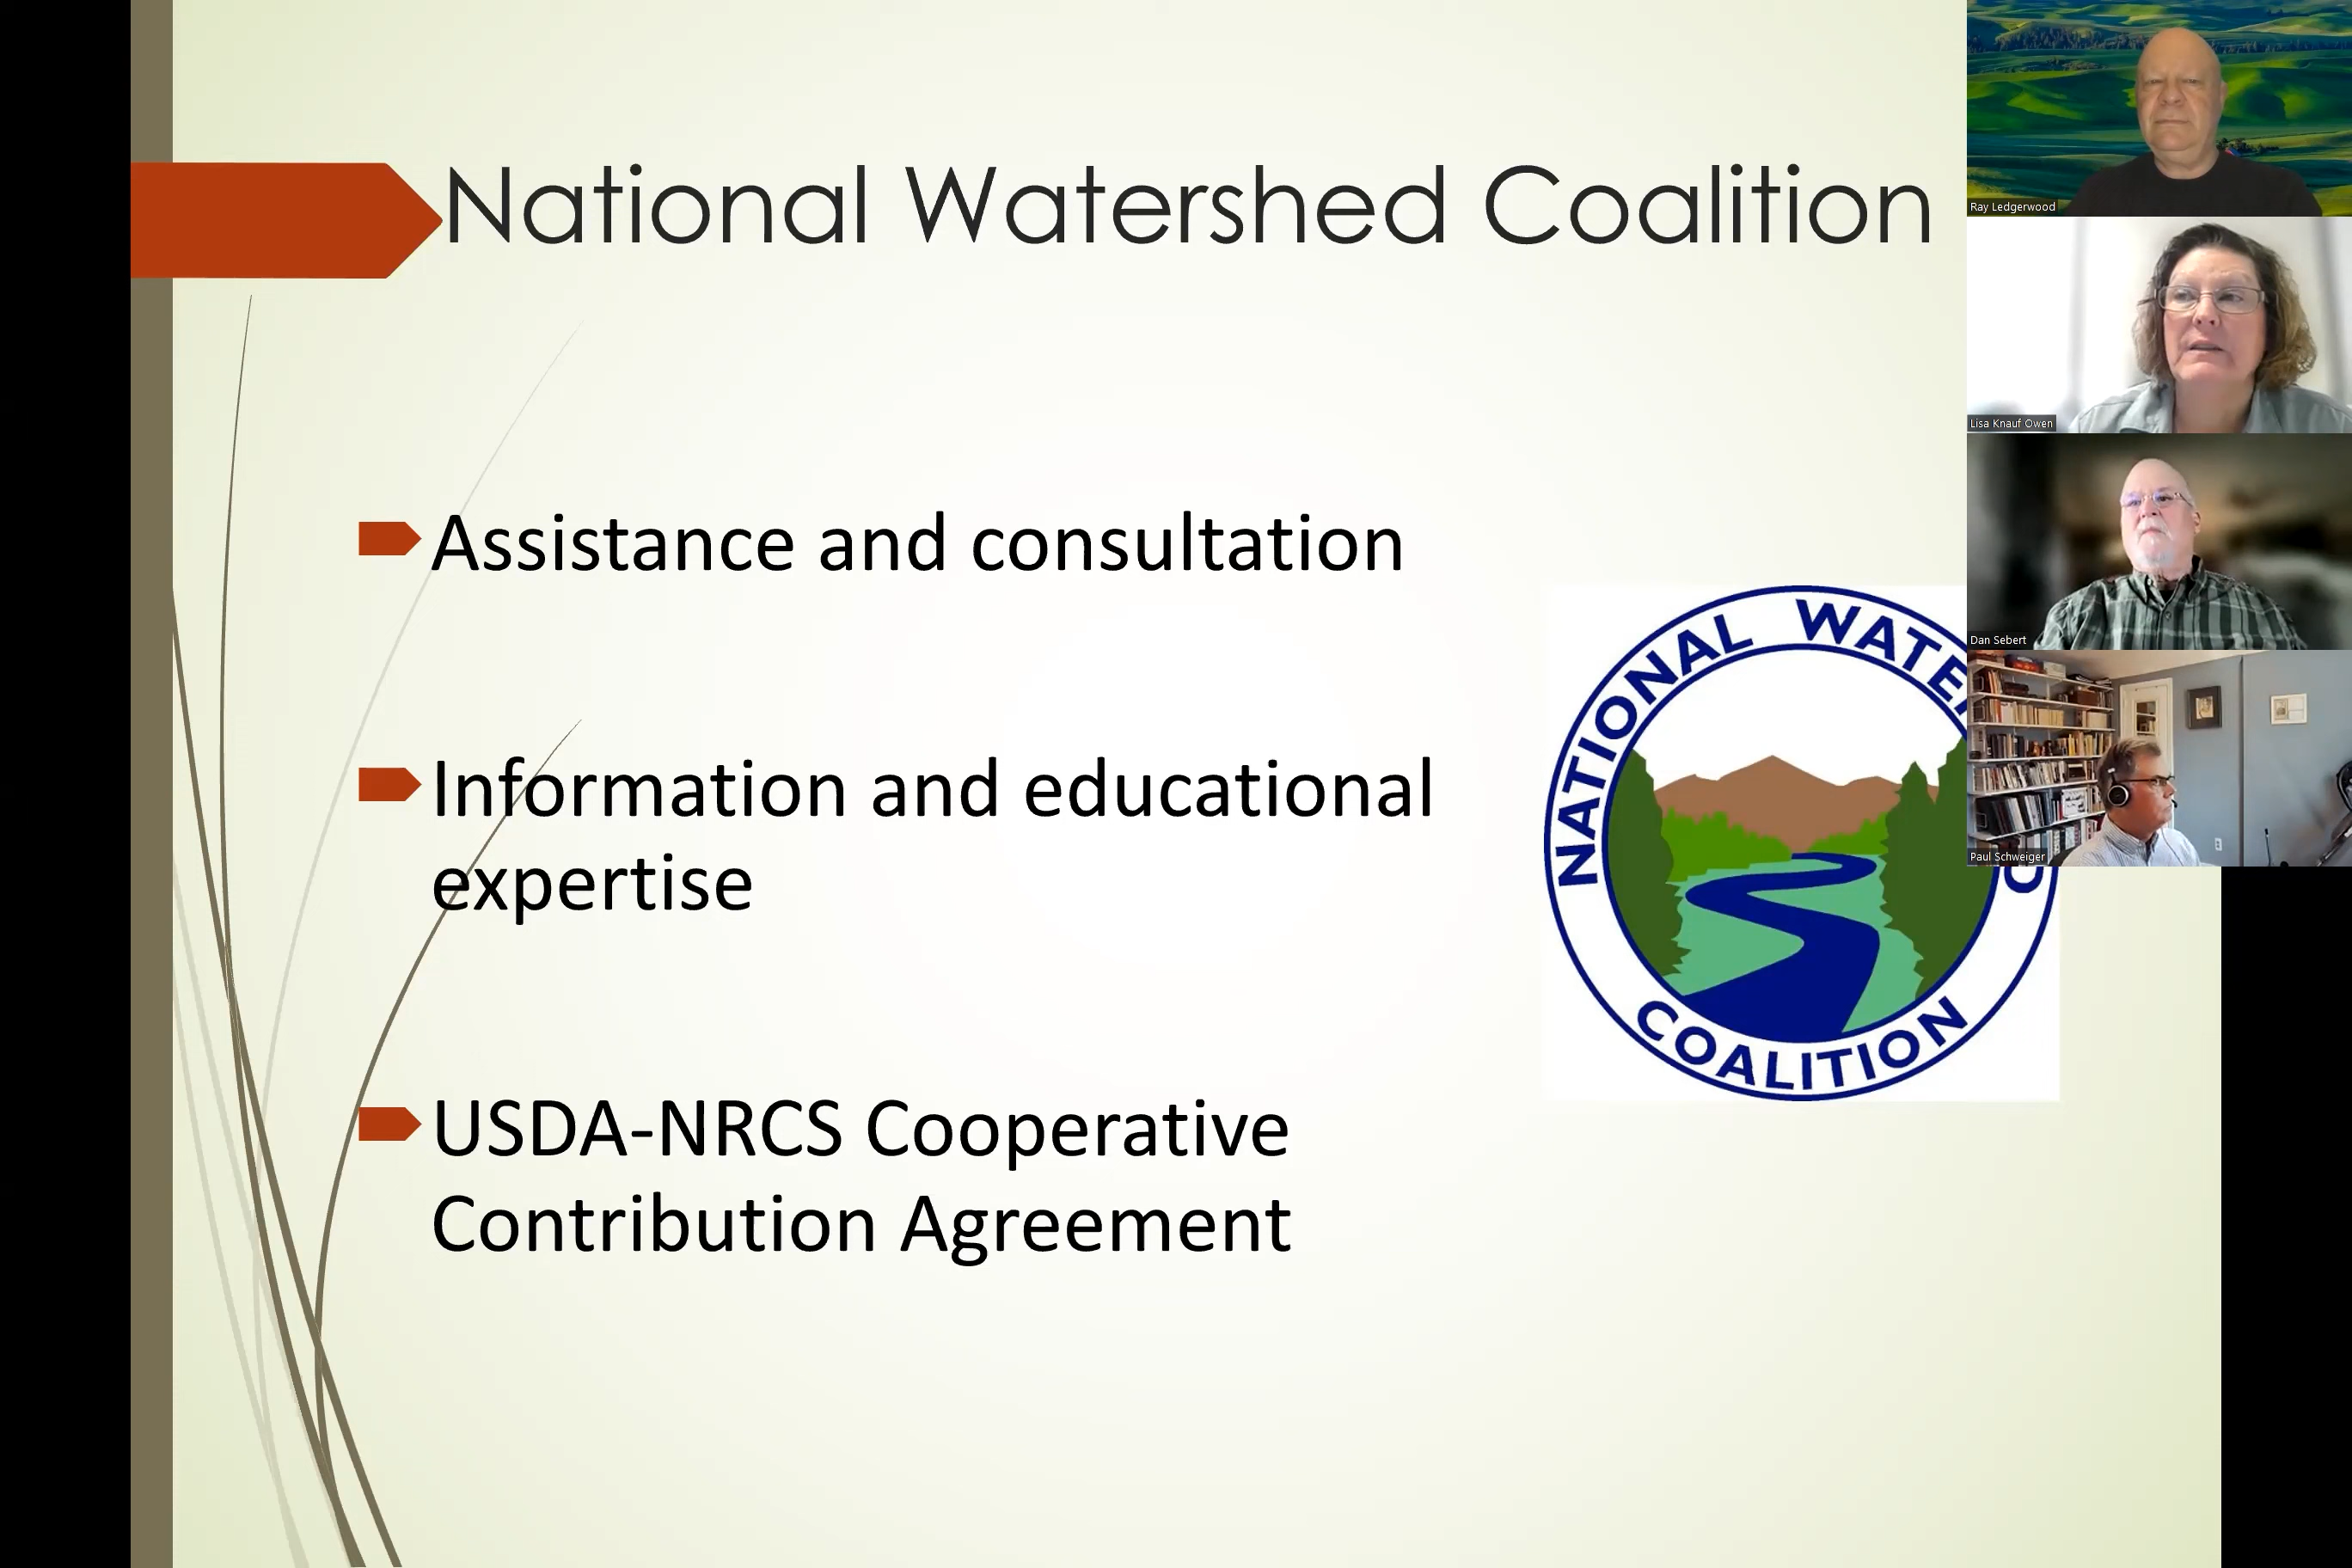 National Watershed Coalition
Assistance and consultation
Information and educational
expertise
USDA-NRCS Cooperative
Contribution Agreement
NATIONAL WATE
COALITION
Ray Ledgerwood
Lisa Knauf Owen
Dan Sebert
Paul Schweiger